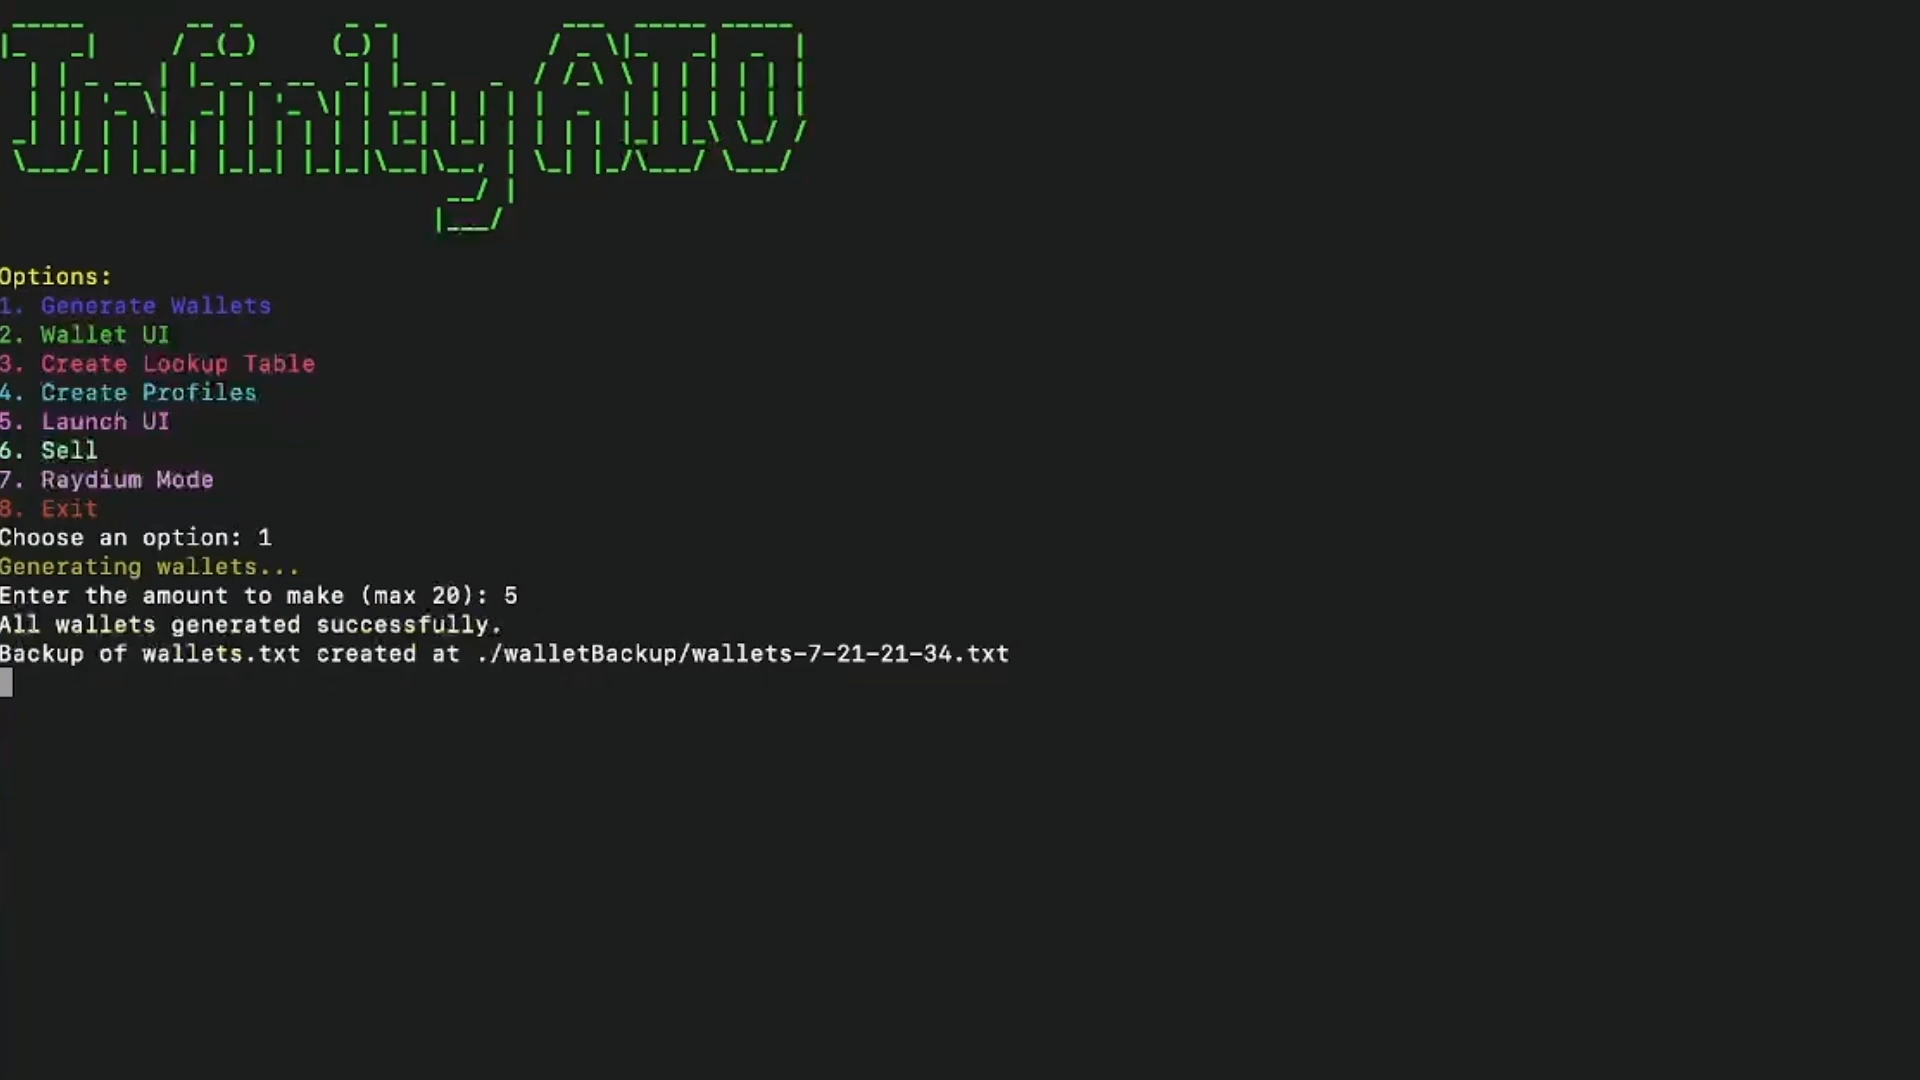 Infinity AIO
Options:
1. Generate Wallets
2. Wallet UI
3. Create Lookup Table
4. Create Profiles
5. Launch UI
6. Sell
7. Raydium Mode
8. Exit
Choose an option: 1
Generating wallets...
Enter the amount to make (max 20): 5
All wallets generated successfully.
Backup of wallets.txt created at ./walletBackup/wallets-7-21-21-34.txt